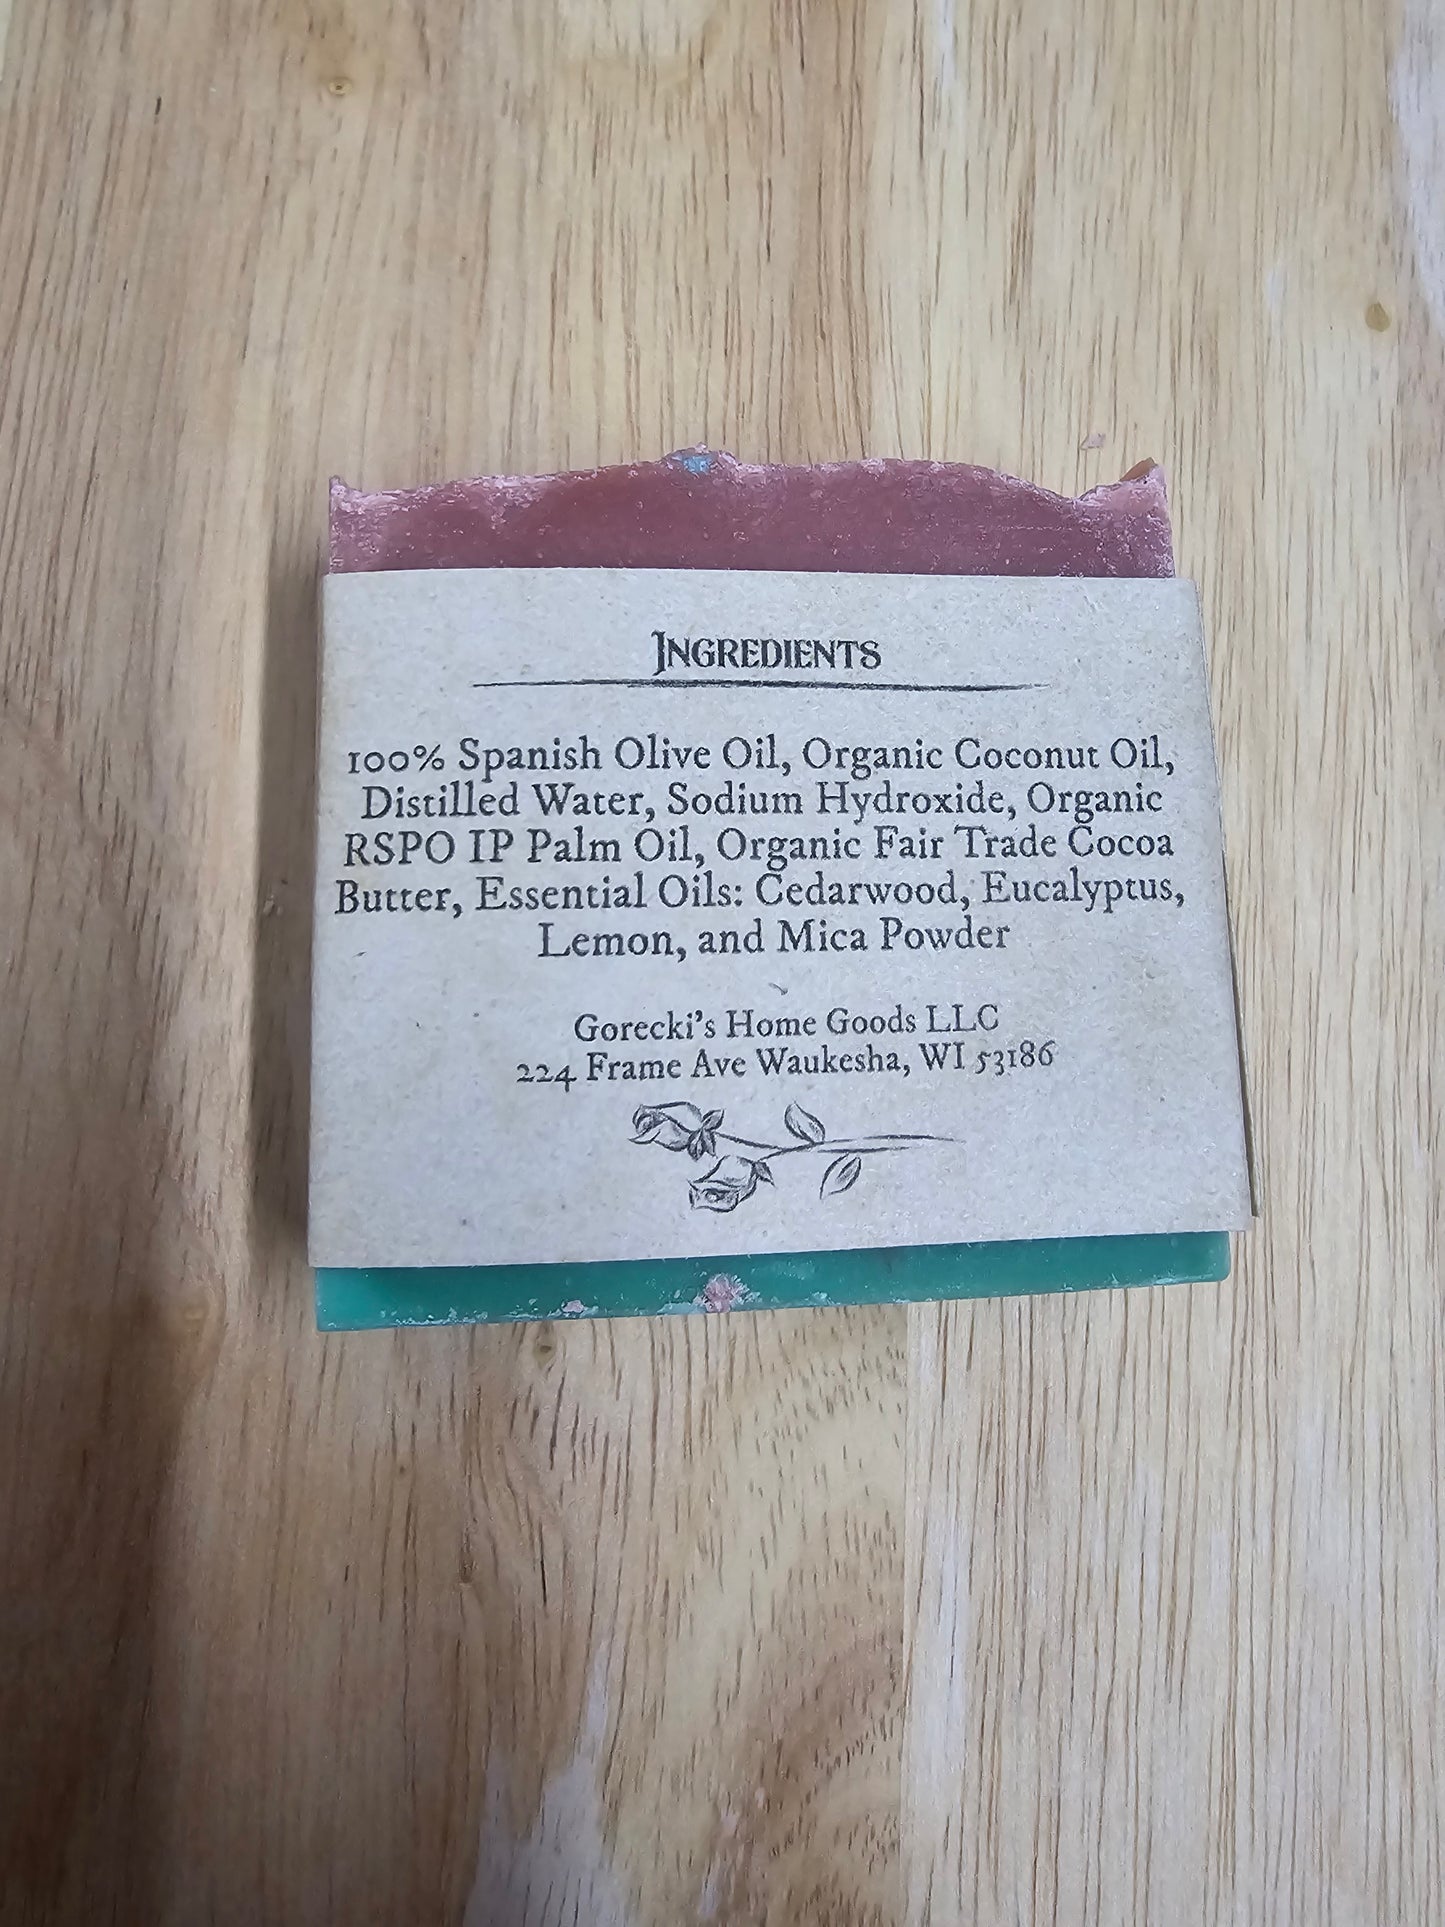 Ingredients
100% Spanish Olive Oil, Organic Coconut Oil,
Distilled Water, Sodium Hydroxide, Organic
RSPO IP Palm Oil, Organic Fair Trade Cocoa
Butter, Essential Oils: Cedarwood, Eucalyptus,
Lemon, and Mica Powder
Gorecki's Home Goods LLC
224 Frame Ave Waukesha, WI 53186